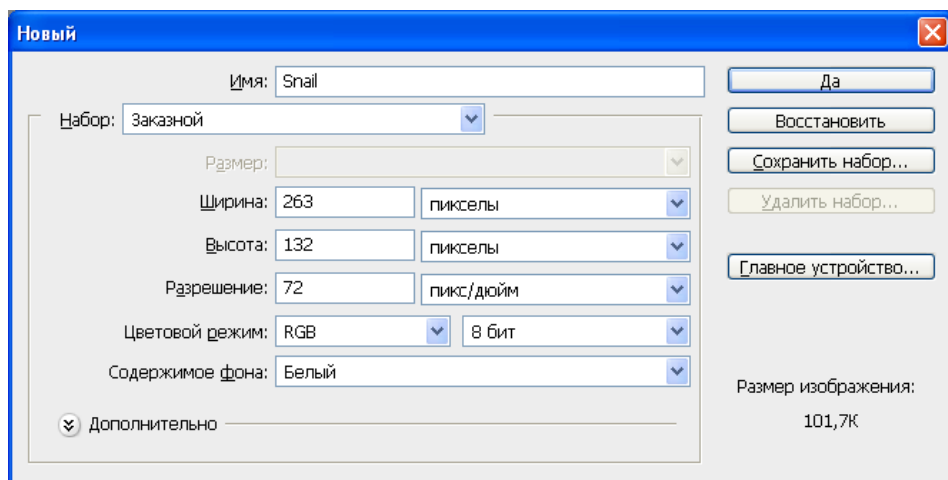 Новый
Имя: Snail
Да
Набор: Заказной
Восстановить
Размер:
Сохранить набор...
Ширина: 263 пикселы
Удалить набор...
Высота: 132 пикселы
Главное устройство...
Разрешение: 72 пикс/дюйм
Цветовой режим: RGB 8 бит
Содержимое фона: Белый
Размер изображения:
Дополнительно
101,7К